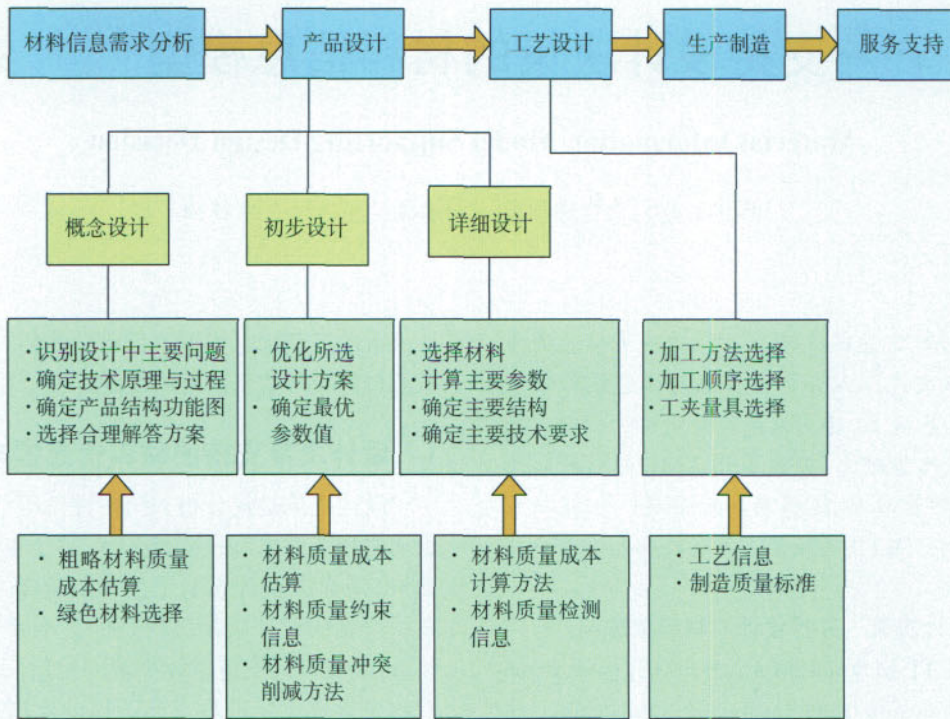 材料信息需求分析
产品设计
工艺设计
生产制造
服务支持
概念设计
初步设计
详细设计
·识别设计中主要问题
·确定技术原理与过程
·确定产品结构功能图
·选择合理解答方案
·优化所选
设计方案
·确定最优
参数值
·选择材料
·计算主要参数
·确定主要结构
·确定主要技术要求
·加工方法选择
·加工顺序选择
·工夹量具选择
·粗略材料质量
成本估算
·绿色材料选择
·材料质量成本
估算
·材料质量约束
信息
·材料质量冲突
削减方法
·材料质量成本
计算方法
·材料质量检测
信息
·工艺信息
·制造质量标准